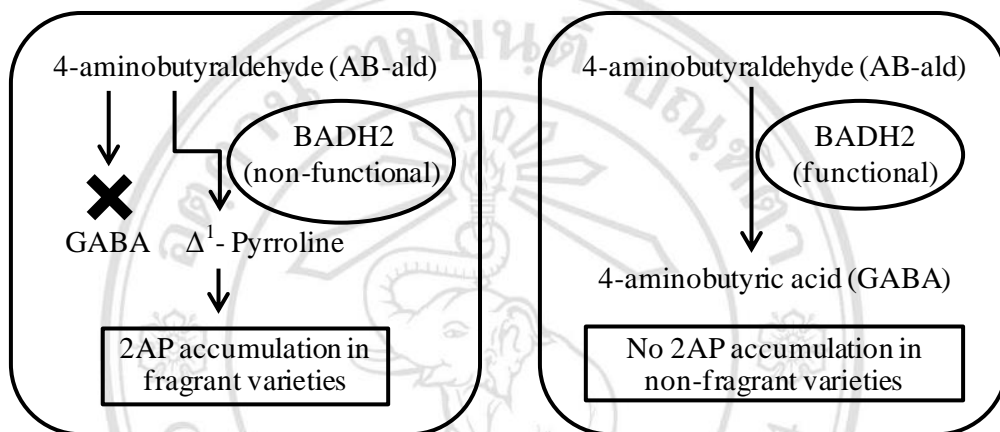 4-aminobutyraldehyde (AB-ald)
BADH2
(non-functional)
GABA
Δ¹- Pyrroline
2AP accumulation in
fragrant varieties
4-aminobutyraldehyde (AB-ald)
BADH2
(functional)
4-aminobutyric acid (GABA)
No 2AP accumulation in
non-fragrant varieties